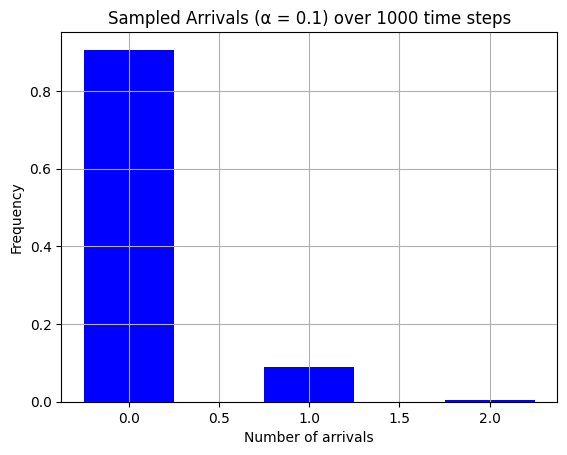 Sampled Arrivals (α = 0.1) over 1000 time steps
Frequency
0.8
0.6
0.4
0.2
0.0
0.0 0.5 1.0 1.5 2.0
Number of arrivals